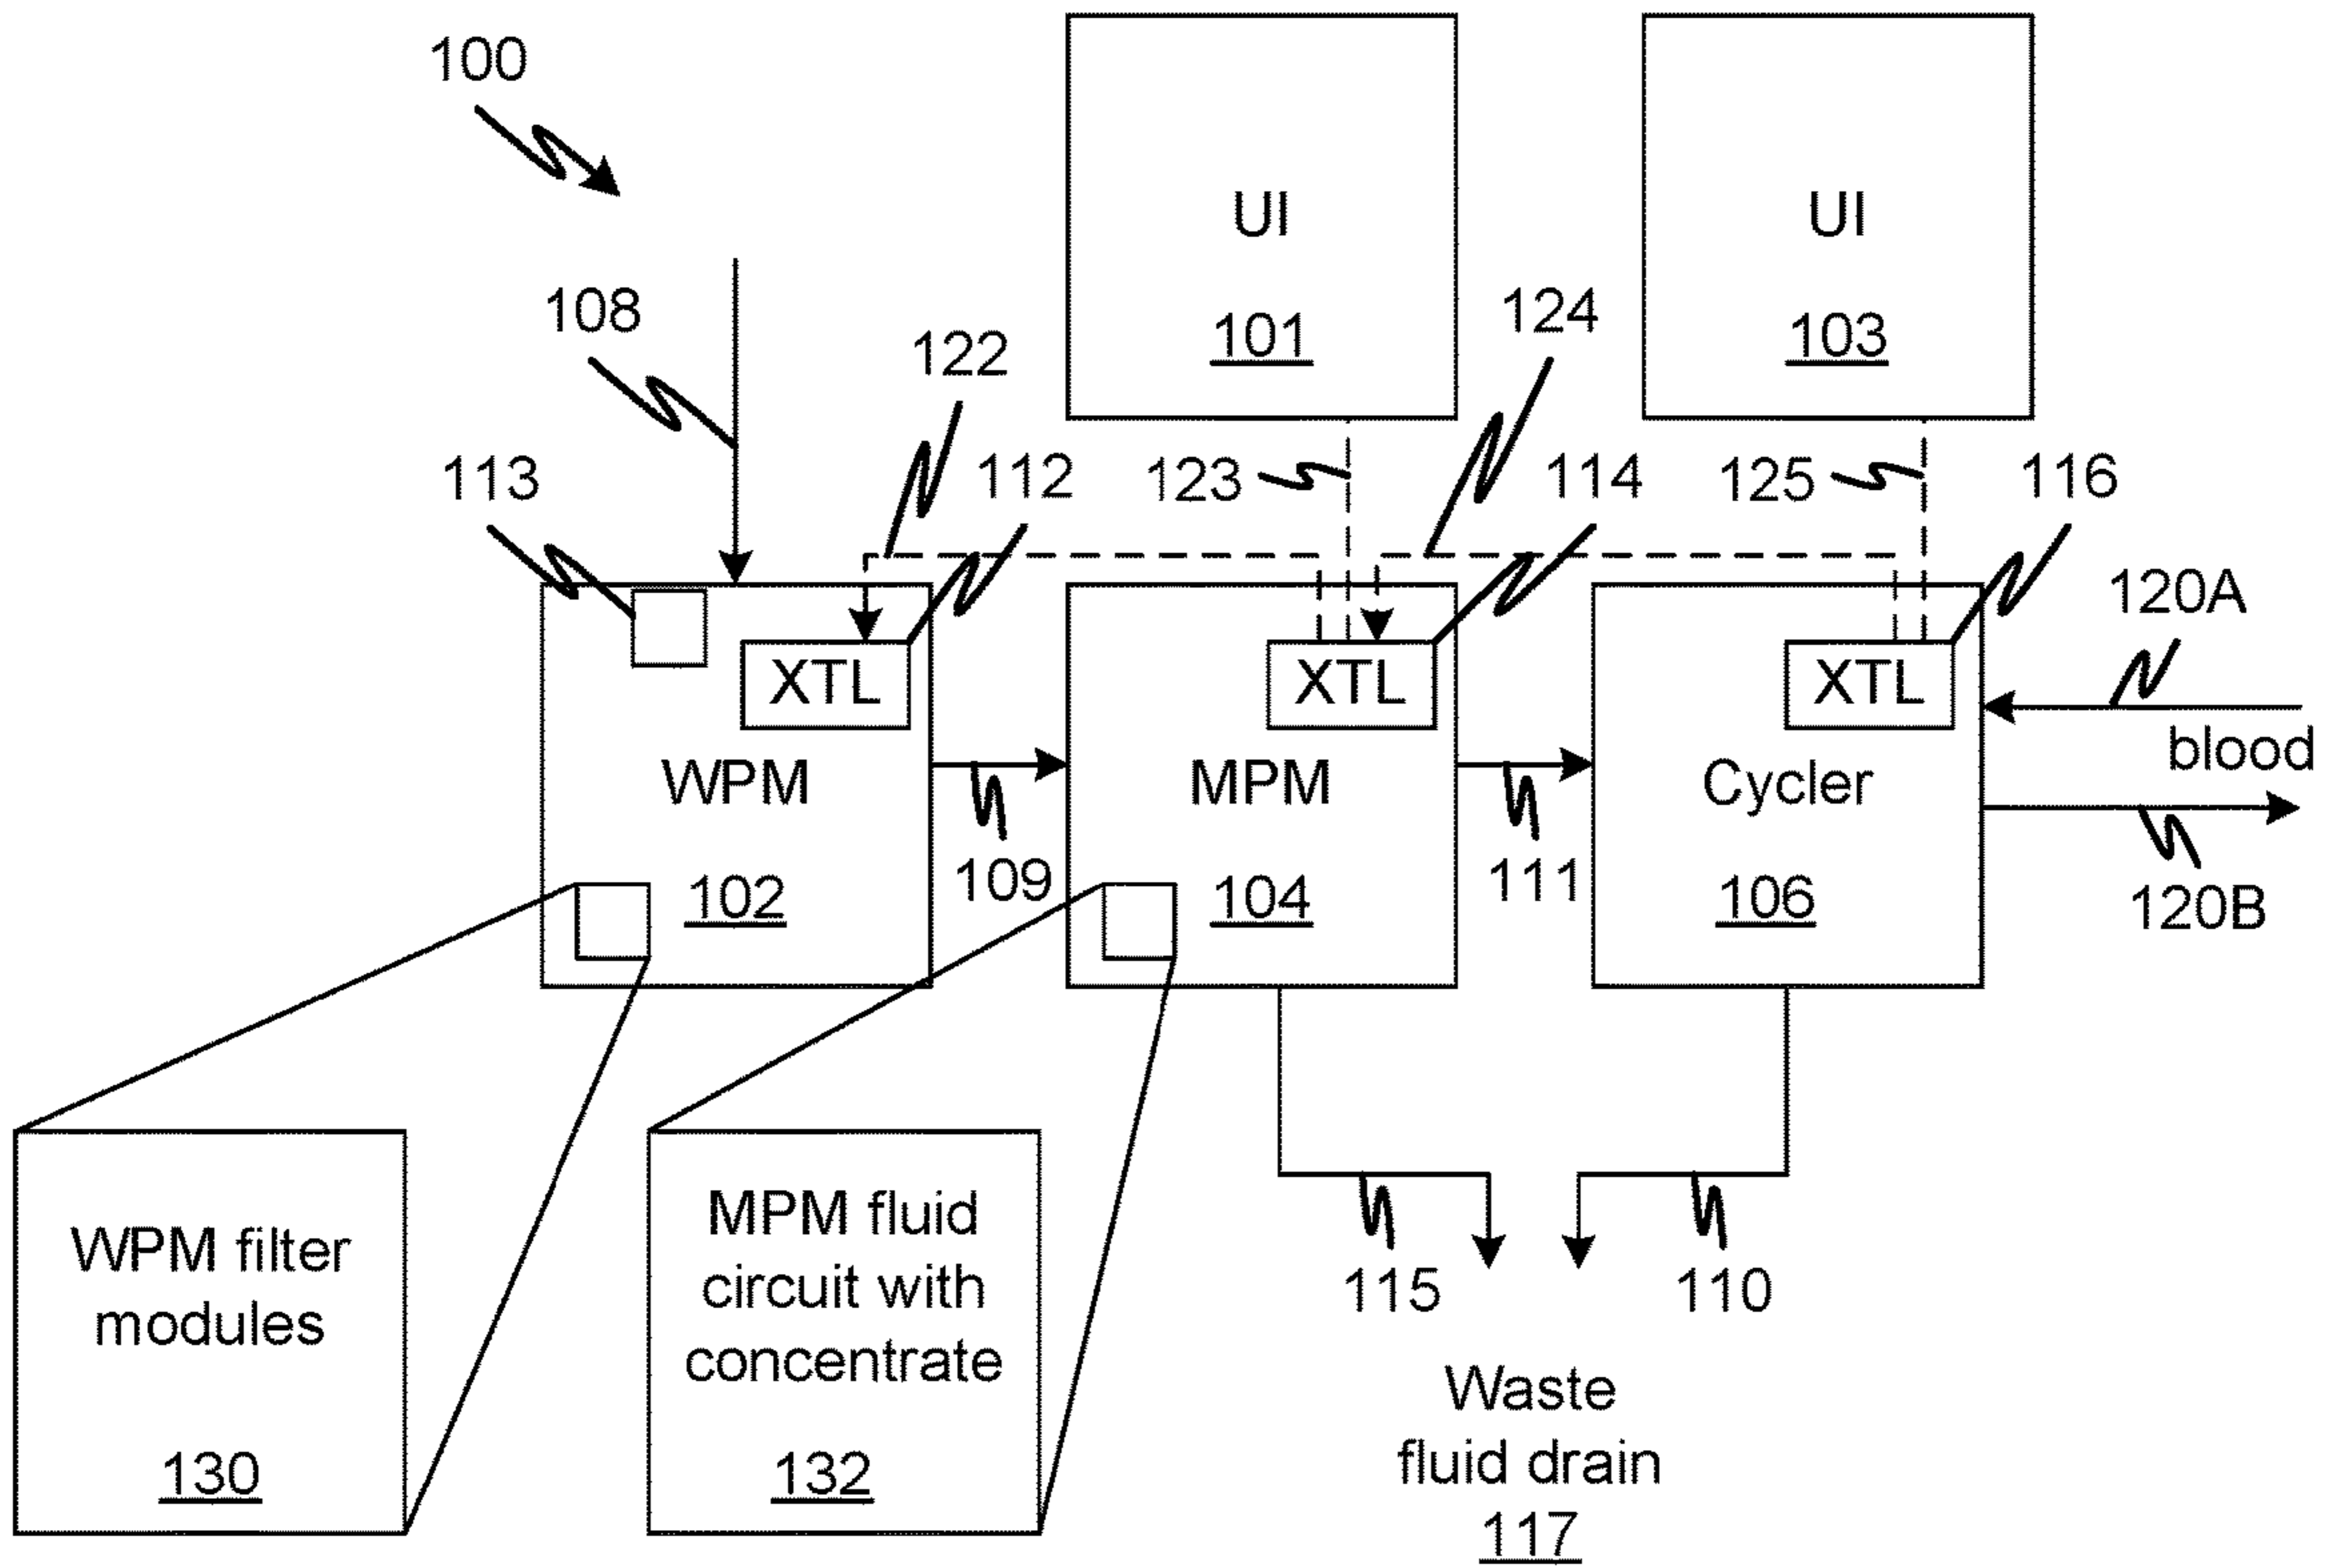 100
UI
101
UI
103
108
122
124
113
112
123
114
125
116
XTL
XTL
XTL
120A
blood
WPM
MPM
Cycler
102
109
104
111
106
120B
WPM filter
modules
130
MPM fluid
circuit with
concentrate
132
115
110
Waste
fluid drain
117